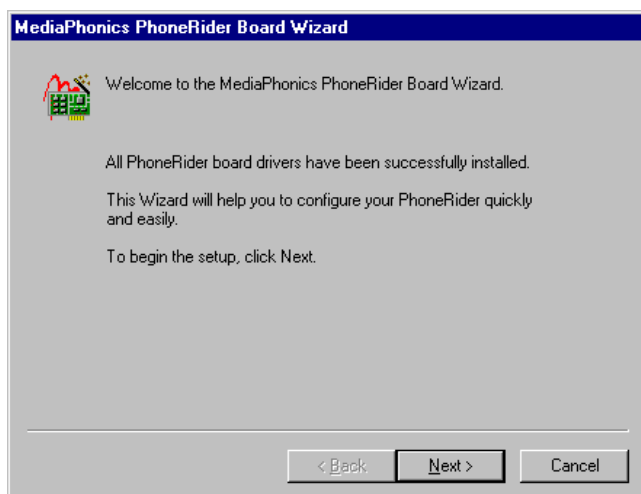 MediaPhonics PhoneRider Board Wizard
Welcome to the MediaPhonics PhoneRider Board Wizard.
All PhoneRider board drivers have been successfully installed.
This Wizard will help you to configure your PhoneRider quickly
and easily.
To begin the setup, click Next.
< Back
Next >
Cancel